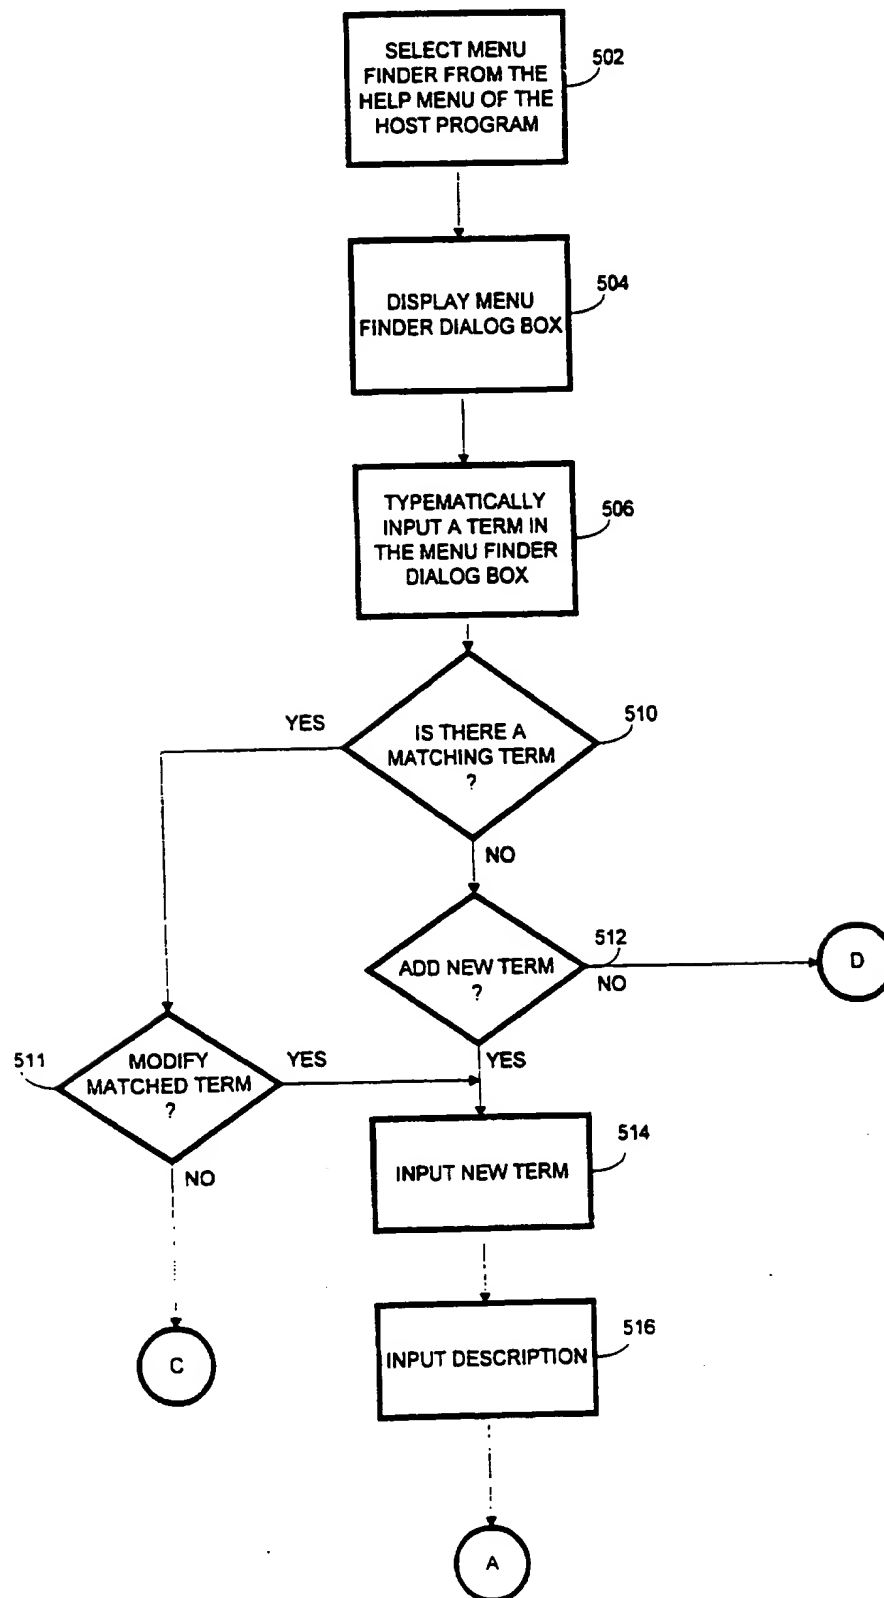 SELECT MENU
FINDER FROM THE
HELP MENU OF THE
HOST PROGRAM
502
DISPLAY MENU
FINDER DIALOG BOX
504
TYPEMATICALLY
INPUT A TERM IN
THE MENU FINDER
DIALOG BOX
506
YES
IS THERE A
MATCHING TERM
?
510
NO
ADD NEW TERM
?
512
NO
D
511
MODIFY
MATCHED TERM
?
YES
YES
NO
INPUT NEW TERM
514
C
INPUT DESCRIPTION
516
A